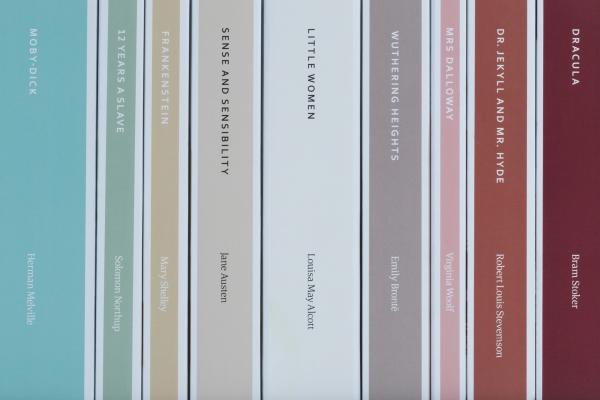 MOBY-DICK
Herman Melville
12 YEARS A SLAVE
Solomon Northup
FRANKENSTEIN
Mary Shelley
SENSE AND SENSIBILITY
Jane Austen
LITTLE WOMEN
Louisa May Alcott
WUTHERING HEIGHTS
Emily Brontë
MRS DALLOWAY
Virginia Woolf
DR. JEKYLL AND MR. HYDE
Robert Louis Stevenson
DRACULA
Bram Stoker